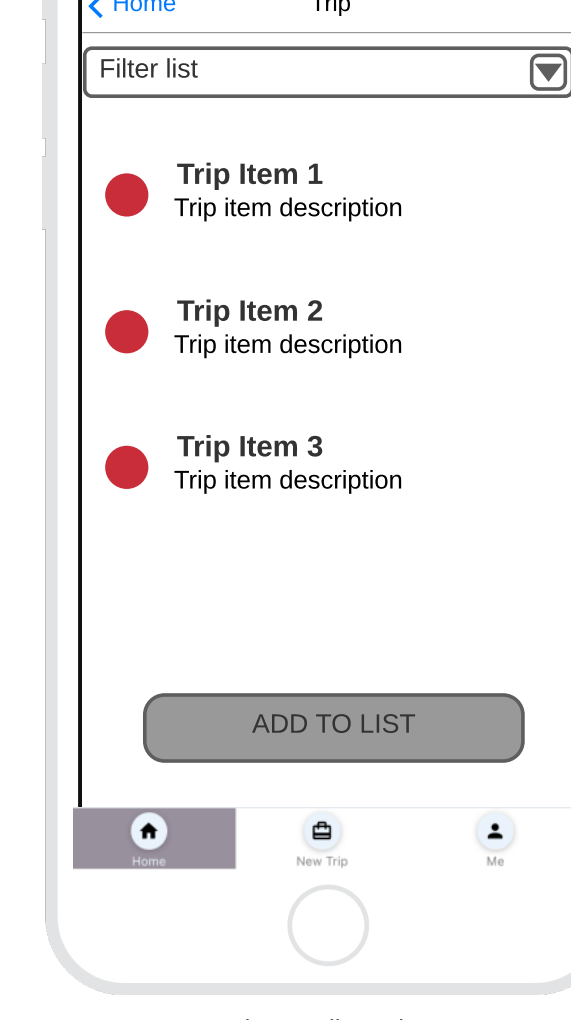 Home Trip
Filter list
Trip Item 1
Trip item description
Trip Item 2
Trip item description
Trip Item 3
Trip item description
ADD TO LIST
Home New Trip Me